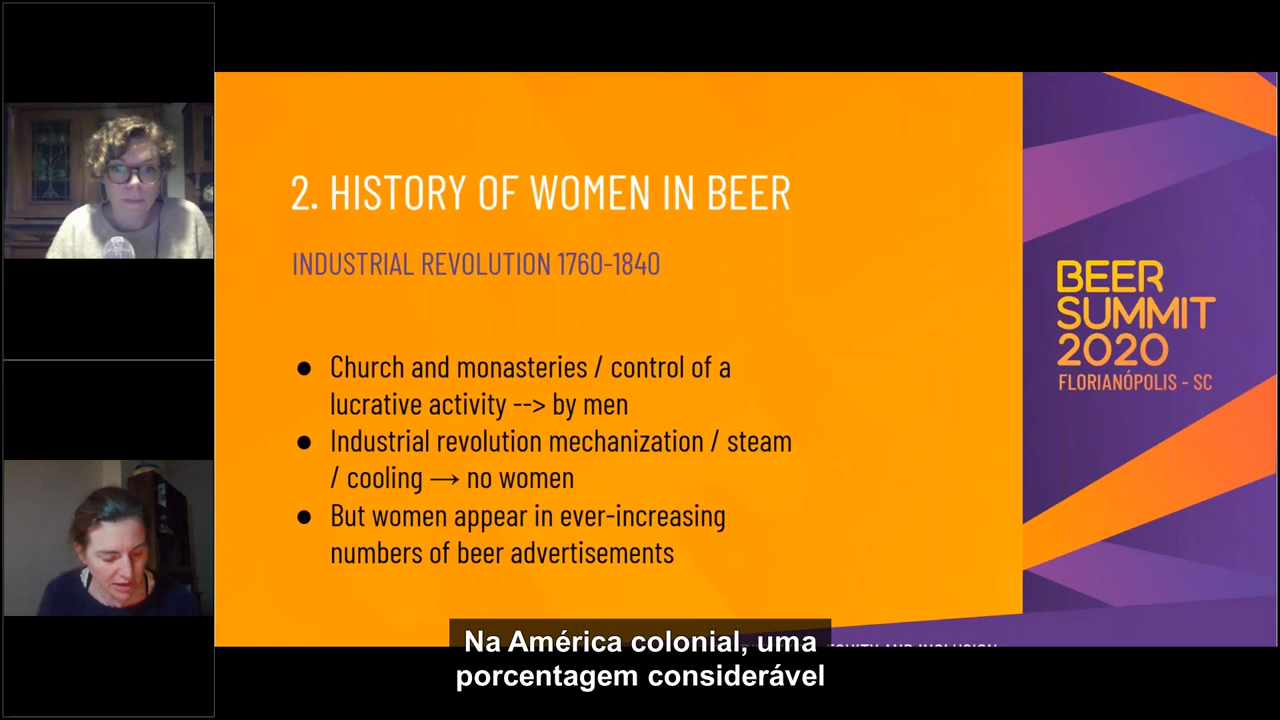 2. HISTORY OF WOMEN IN BEER
INDUSTRIAL REVOLUTION 1760-1840
● Church and monasteries / control of a
lucrative activity --> by men
● Industrial revolution mechanization / steam
/ cooling → no women
● But women appear in ever-increasing
numbers of beer advertisements
BEER
SUMMIT
2020
FLORIANÓPOLIS - SC
AND INCLUSION
Na América colonial, uma
porcentagem considerável